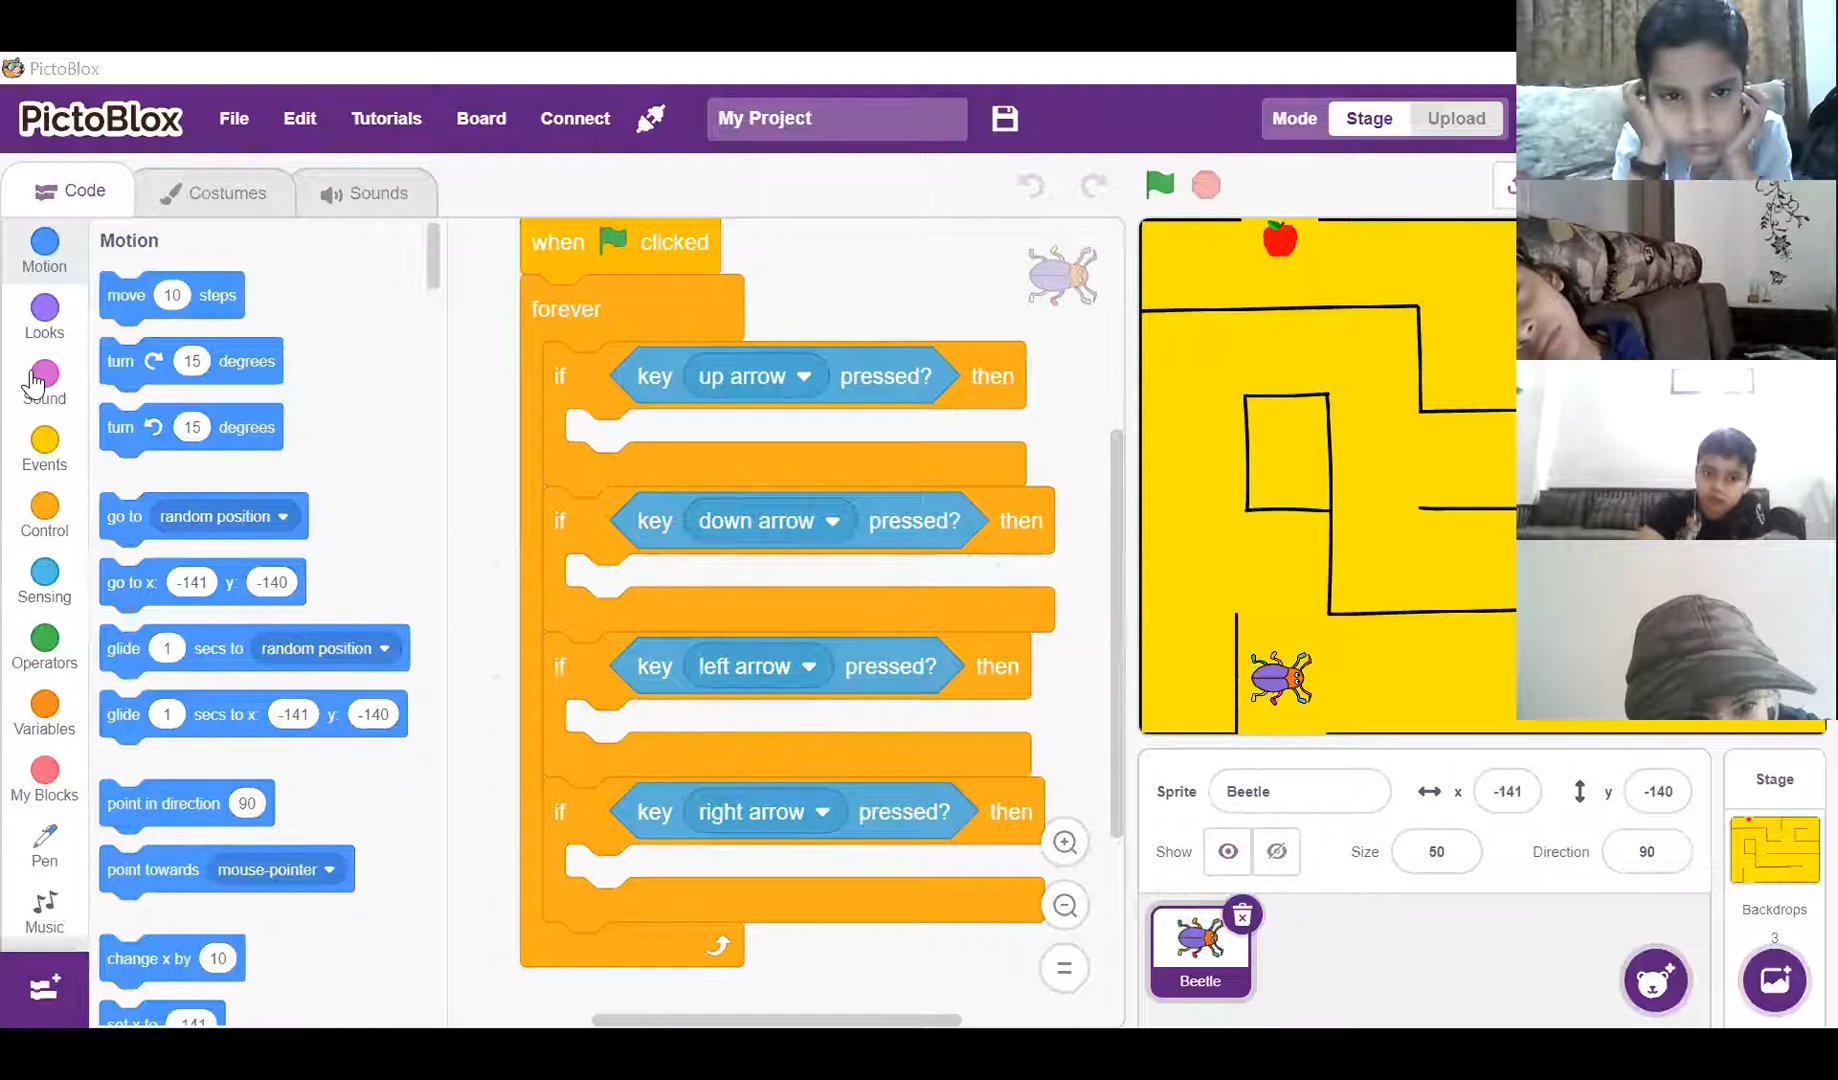 PictoBlox
PictoBlox File Edit Tutorials Board Connect My Project Mode Stage Upload
Code Costumes Sounds
Motion
Looks
Sound
Events
Control
Sensing
Operators
Variables
My Blocks
Pen
Music
Motion
move 10 steps
turn 15 degrees
turn 15 degrees
go to random position
go to x: -141 y: -140
glide 1 secs to random position
glide 1 secs to x: -141 y: -140
point in direction 90
point towards mouse-pointer
change x by 10
set x to -141
when clicked
forever
if key up arrow pressed? then
if key down arrow pressed? then
if key left arrow pressed? then
if key right arrow pressed? then
Sprite Beetle x -141 y -140
Show Size 50 Direction 90
Beetle
Stage
Backdrops
3